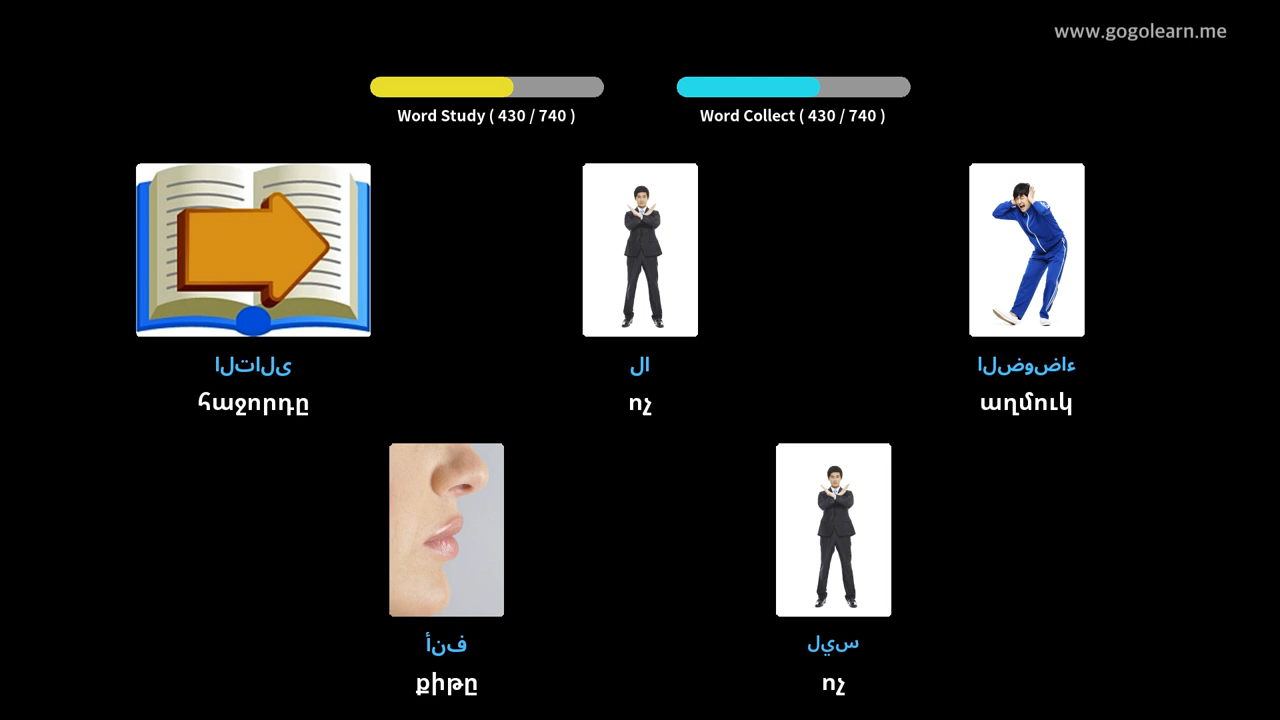 www.gogolearn.me
Word Study ( 430 / 740 )
Word Collect ( 430 / 740 )
التالى
لا
الضوضاء
հաջորդը
ոչ
աղմուկ
أنف
ليس
քիթը
ոչ